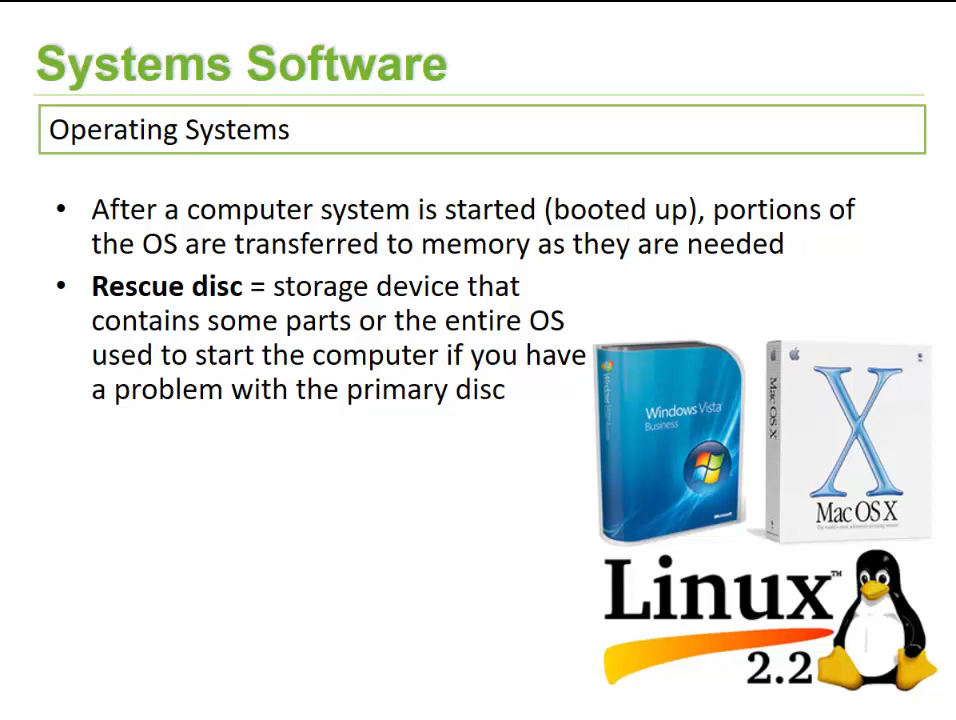 Systems Software
Operating Systems
• After a computer system is started (booted up), portions of
the OS are transferred to memory as they are needed
• Rescue disc = storage device that
contains some parts or the entire OS
used to start the computer if you have
a problem with the primary disc
Windows Vista
Business
Microsoft
Mac OS X
Mac OS X
Linux™
2.2